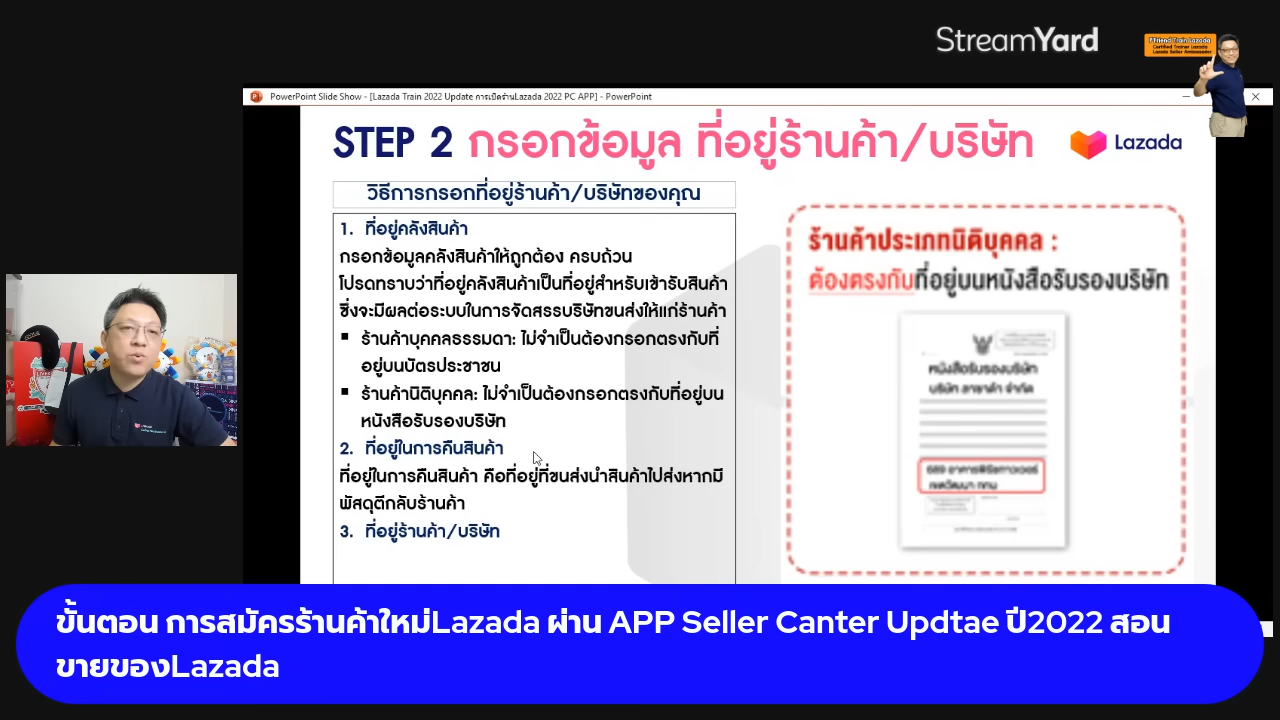 StreamYard
FFriend Train Lazada
Certified Trainer Lazada
Lazada Seller Ambassador
PowerPoint Slide Show - [Lazada Train 2022 Update การเปิดร้านLazada 2022 PC APP] - PowerPoint
STEP 2 กรอกข้อมูล ที่อยู่ร้านค้า/บริษัท
Lazada
วิธีการกรอกที่อยู่ร้านค้า/บริษัทของคุณ
1. ที่อยู่คลังสินค้า
กรอกข้อมูลคลังสินค้าให้ถูกต้อง ครบถ้วน
โปรดทราบว่าที่อยู่คลังสินค้าเป็นที่อยู่สำหรับเข้ารับสินค้า
ซึ่งจะมีผลต่อระบบในการจัดสรรบริษัทขนส่งให้แก่ร้านค้า
▪ ร้านค้าบุคคลธรรมดา: ไม่จำเป็นต้องกรอกตรงกับที่
อยู่บนบัตรประชาชน
▪ ร้านค้านิติบุคคล: ไม่จำเป็นต้องกรอกตรงกับที่อยู่บน
หนังสือรับรองบริษัท
2. ที่อยู่ในการคืนสินค้า
ที่อยู่ในการคืนสินค้า คือที่อยู่ที่ขนส่งนำสินค้าไปส่งหากมี
พัสดุตีกลับร้านค้า
3. ที่อยู่ร้านค้า/บริษัท
ร้านค้าประเภทนิติบุคคล :
ต้องตรงกับที่อยู่บนหนังสือรับรองบริษัท
หนังสือรับรองบริษัท
บริษัท ลาซาด้า จำกัด
ขั้นตอน การสมัครร้านค้าใหม่Lazada ผ่าน APP Seller Canter Updtae ปี2022 สอน
ขายของLazada